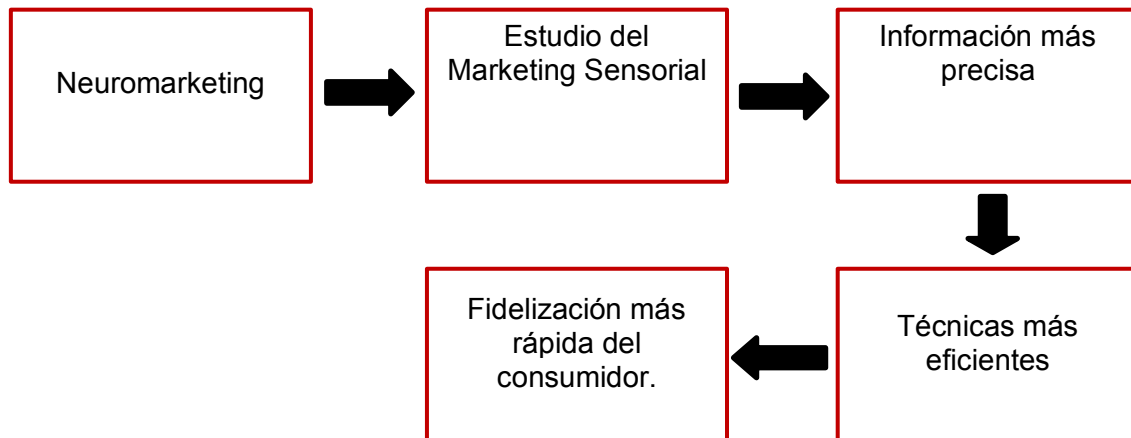 Neuromarketing
Estudio del
Marketing Sensorial
Información más
precisa
Técnicas más
eficientes
Fidelización más
rápida del
consumidor.